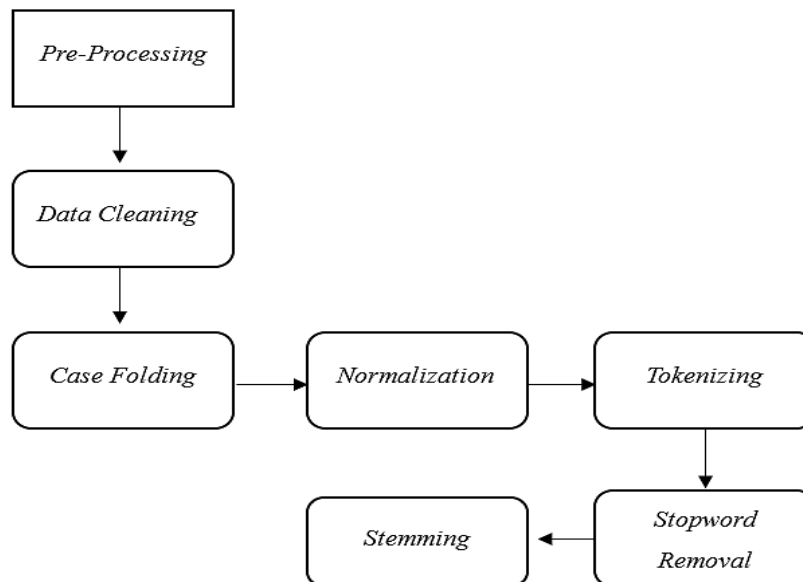 Pre-Processing
Data Cleaning
Case Folding
Normalization
Tokenizing
Stopword
Removal
Stemming